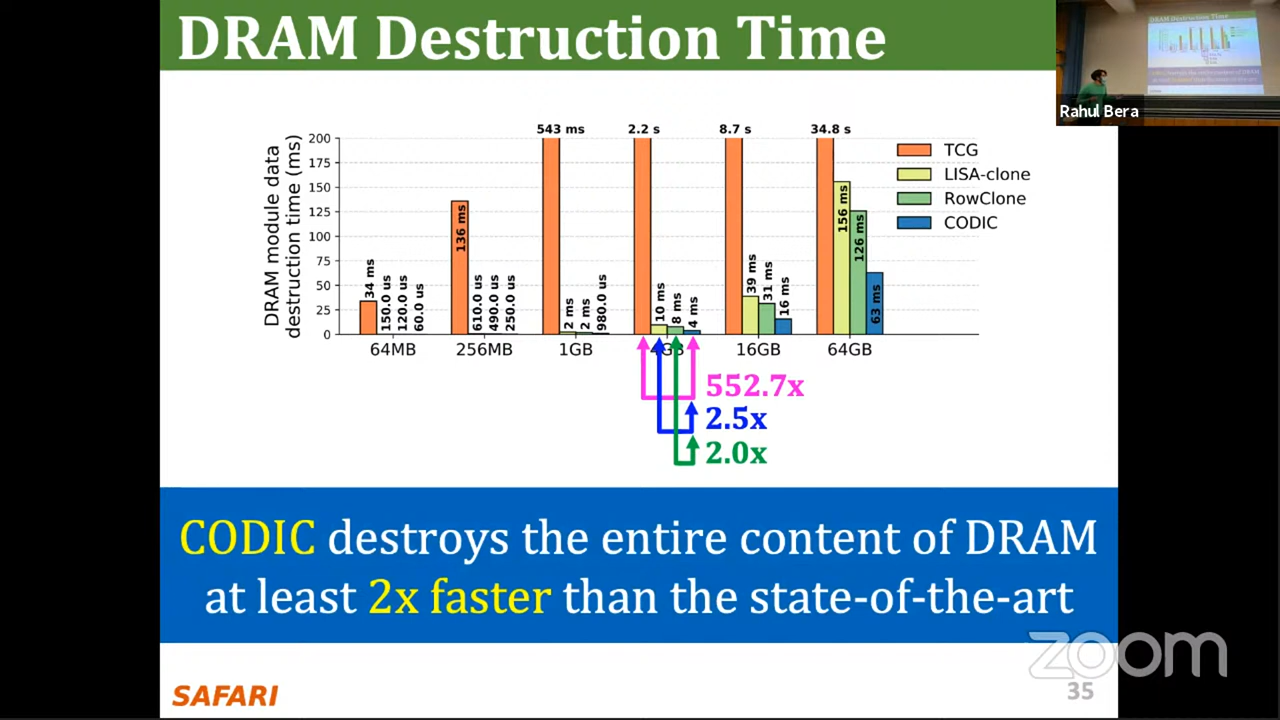 DRAM Destruction Time
DRAM Destruction Time
Rahul Bera
DRAM module data
destruction time (ms)
200
175
150
125
100
75
50
25
0
34 ms
150.0 us
120.0 us
60.0 us
136 ms
610.0 us
490.0 us
250.0 us
543 ms
2 ms
2 ms
980.0 us
2.2 s
10 ms
8 ms
4 ms
8.7 s
39 ms
31 ms
16 ms
34.8 s
156 ms
126 ms
63 ms
TCG
LISA-clone
RowClone
CODIC
64MB
256MB
1GB
4GB
16GB
64GB
552.7x
2.5x
2.0x
CODIC destroys the entire content of DRAM
at least 2x faster than the state-of-the-art
zoom
SAFARI
35